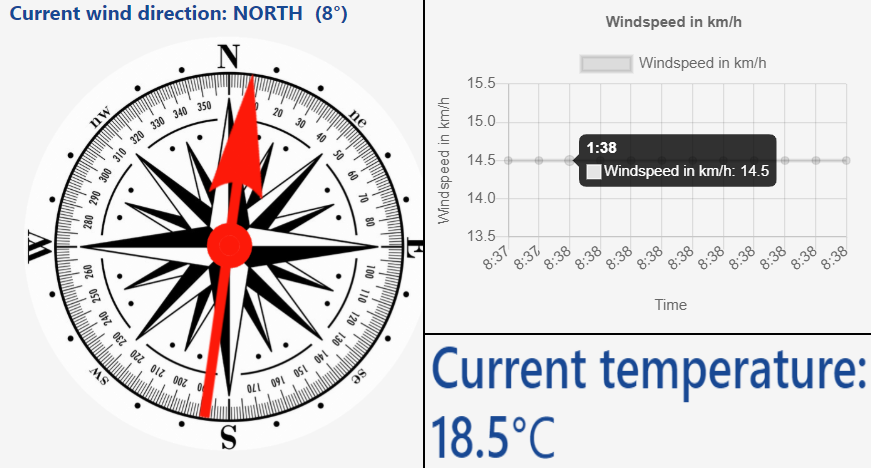 Current wind direction: NORTH (8°)
N
nw
ne
W
E
sw
se
S
350
340
330
320
310
300
290
280
260
250
240
230
220
210
200
170
160
150
140
130
120
110
100
80
70
60
50
40
30
20
Windspeed in km/h
Windspeed in km/h
Windspeed in km/h
15.5
15.0
14.5
14.0
13.5
1:38
Windspeed in km/h: 14.5
8:37 8:37 8:38 8:38 8:38 8:38 8:38 8:38 8:38 8:38 8:38 8:38
Time
Current temperature:
18.5°C